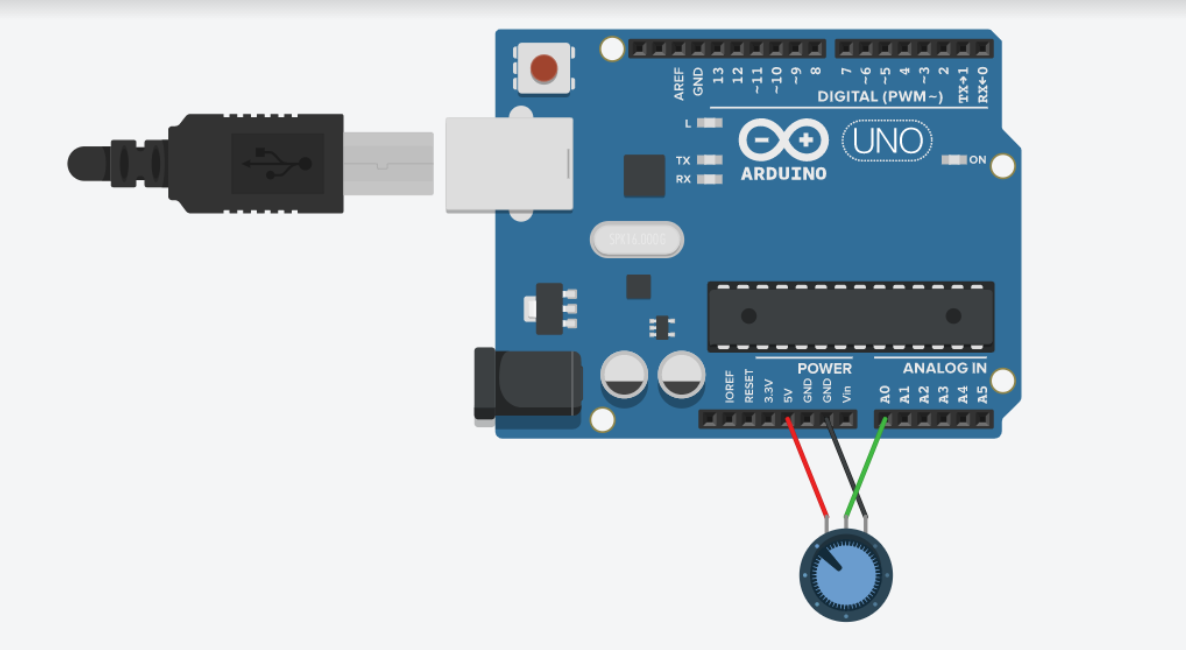 AREF
GND
13
12
~11
~10
~9
8
7
~6
~5
4
~3
2
TX→1
RX←0
DIGITAL (PWM~)
L
TX
RX
UNO
ON
ARDUINO
POWER
ANALOG IN
IOREF
RESET
3.3V
5V
GND
GND
Vin
A0
A1
A2
A3
A4
A5